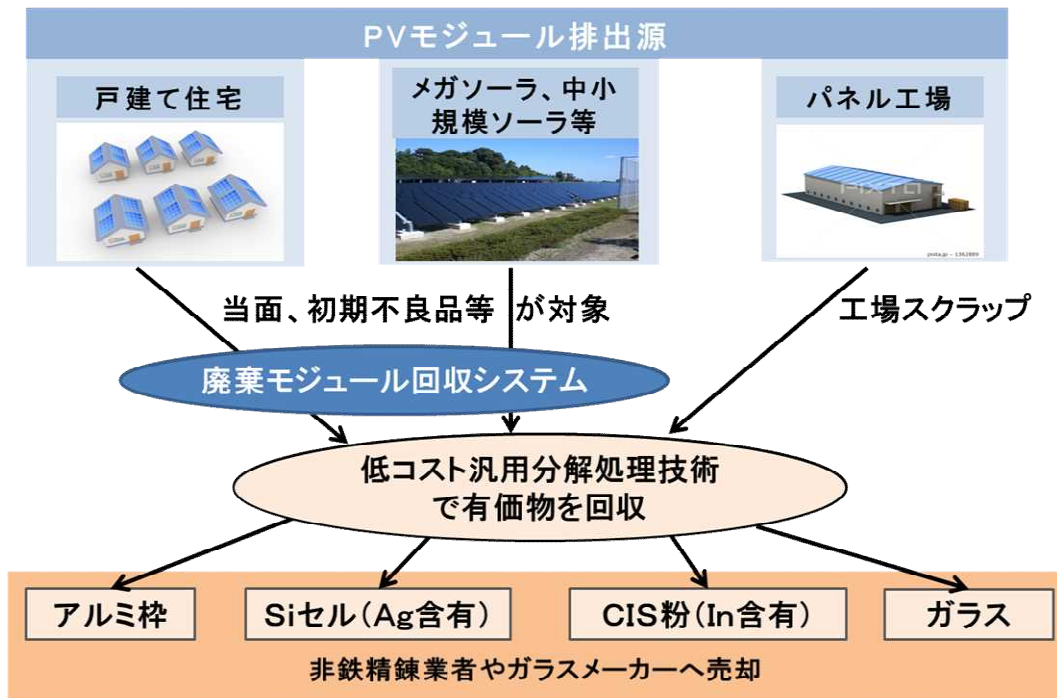 PVモジュール排出源
戸建て住宅
メガソーラ、中小
規模ソーラ等
パネル工場
pixta.jp - 1362889
当面、初期不良品等 が対象
工場スクラップ
廃棄モジュール回収システム
低コスト汎用分解処理技術
で有価物を回収
アルミ枠
Siセル(Ag含有)
CIS粉(In含有)
ガラス
非鉄精錬業者やガラスメーカーへ売却